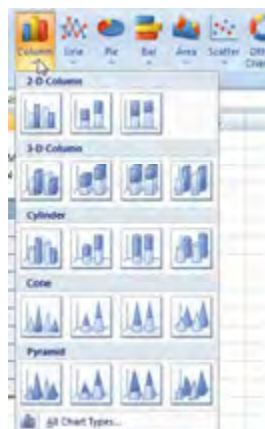 Column Line Pie Bar Area Scatter
2-D Column
3-D Column
Cylinder
Cone
Pyramid
All Chart Types...